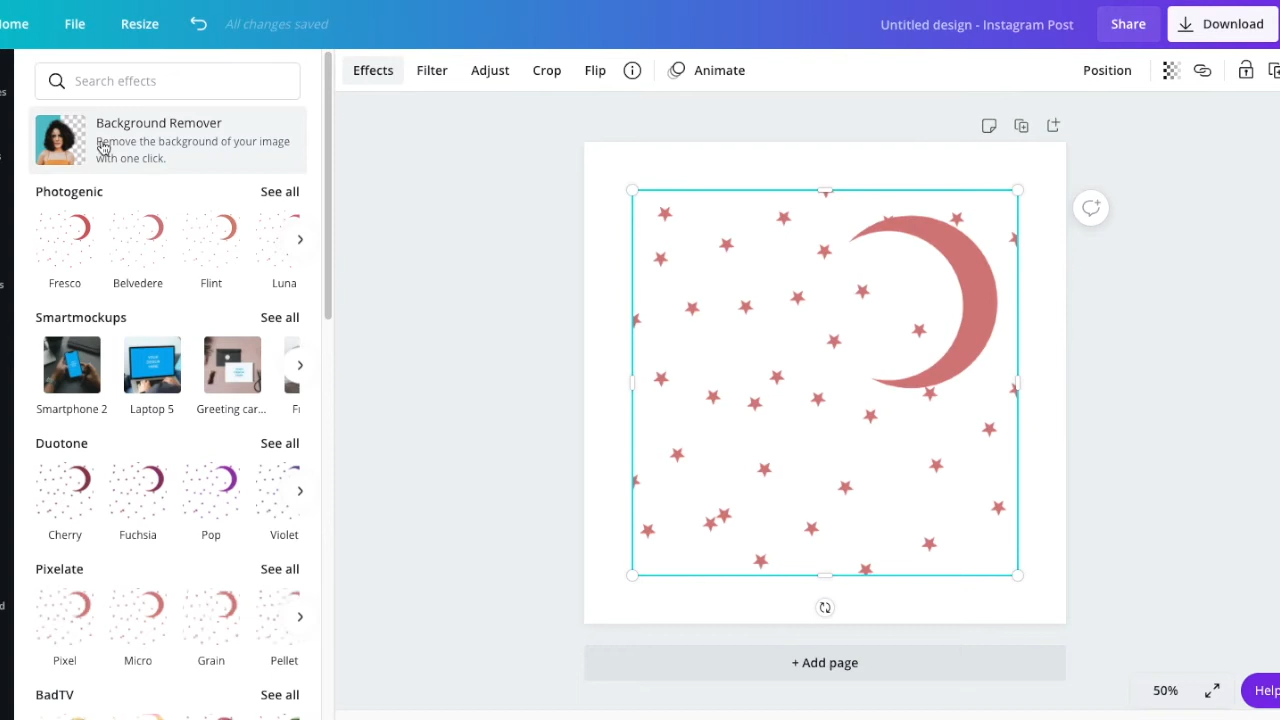 File
Resize
All changes saved
Untitled design - Instagram Post
Share
Download
Search effects
Background Remover
Remove the background of your image
with one click.
Photogenic
See all
Fresco
Belvedere
Flint
Luna
Smartmockups
See all
Smartphone 2
Laptop 5
Greeting car...
Duotone
See all
Cherry
Fuchsia
Pop
Violet
Pixelate
See all
Pixel
Micro
Grain
Pellet
BadTV
See all
Effects
Filter
Adjust
Crop
Flip
Animate
Position
+ Add page
50%
Help